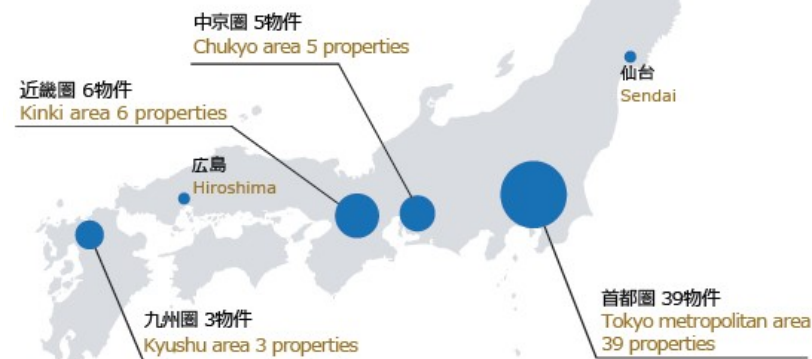 中京圏 5物件
Chukyo area 5 properties
仙台
Sendai
近畿圏 6物件
Kinki area 6 properties
広島
Hiroshima
首都圏 39物件
Tokyo metropolitan area
39 properties
九州圏 3物件
Kyushu area 3 properties